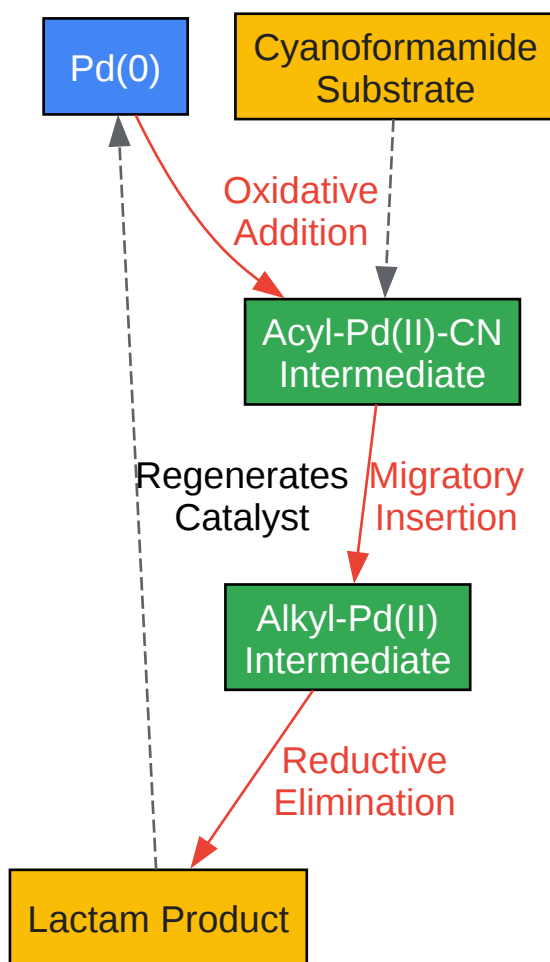 Pd(0)
Cyanoformamide
Substrate
Oxidative
Addition
Acyl-Pd(II)-CN
Intermediate
Regenerates
Catalyst
Migratory
Insertion
Alkyl-Pd(II)
Intermediate
Reductive
Elimination
Lactam Product